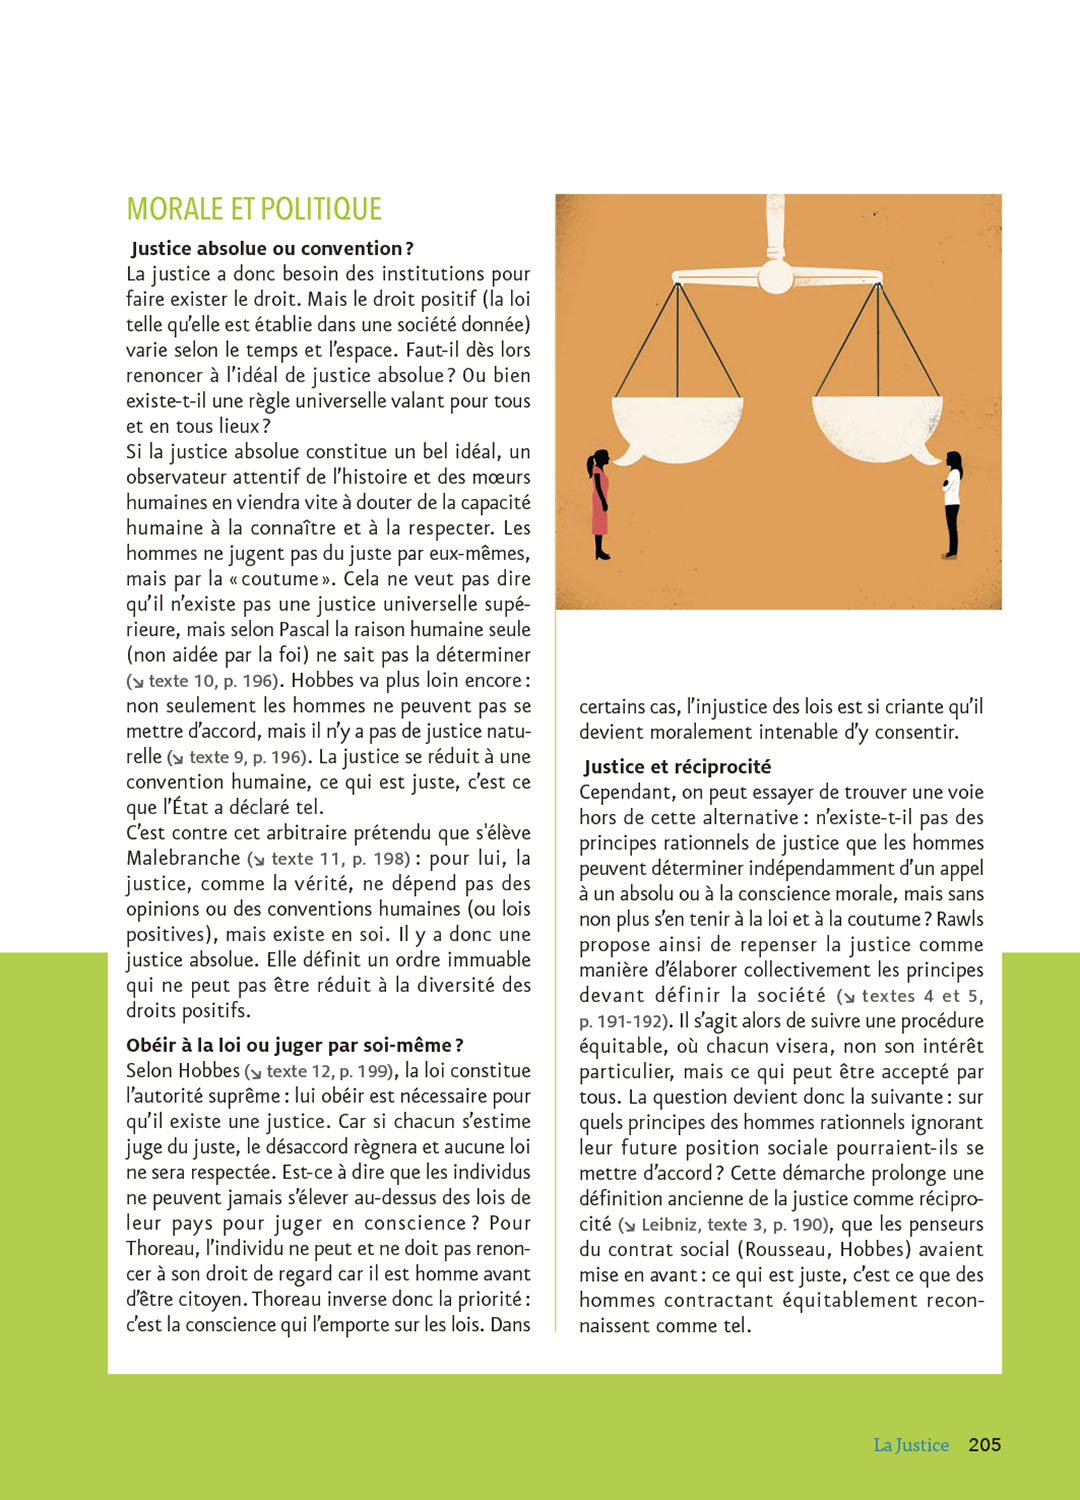 MORALE ET POLITIQUE
Justice absolue ou convention ?
La justice a donc besoin des institutions pour
faire exister le droit. Mais le droit positif (la loi
telle qu'elle est établie dans une société donnée)
varie selon le temps et l'espace. Faut-il dès lors
renoncer à l'idéal de justice absolue ? Ou bien
existe-t-il une règle universelle valant pour tous
et en tous lieux ?
Si la justice absolue constitue un bel idéal, un
observateur attentif de l'histoire et des mœurs
humaines en viendra vite à douter de la capacité
humaine à la connaître et à la respecter. Les
hommes ne jugent pas du juste par eux-mêmes,
mais par la « coutume ». Cela ne veut pas dire
qu'il n'existe pas une justice universelle supé-
rieure, mais selon Pascal la raison humaine seule
(non aidée par la foi) ne sait pas la déterminer
(↘ texte 10, p. 196). Hobbes va plus loin encore :
non seulement les hommes ne peuvent pas se
mettre d'accord, mais il n'y a pas de justice natu-
relle (↘ texte 9, p. 196). La justice se réduit à une
convention humaine, ce qui est juste, c'est ce
que l'État a déclaré tel.
C'est contre cet arbitraire prétendu que s'élève
Malebranche (↘ texte 11, p. 198) : pour lui, la
justice, comme la vérité, ne dépend pas des
opinions ou des conventions humaines (ou lois
positives), mais existe en soi. Il y a donc une
justice absolue. Elle définit un ordre immuable
qui ne peut pas être réduit à la diversité des
droits positifs.
Obéir à la loi ou juger par soi-même ?
Selon Hobbes (↘ texte 12, p. 199), la loi constitue
l'autorité suprême : lui obéir est nécessaire pour
qu'il existe une justice. Car si chacun s'estime
juge du juste, le désaccord règnera et aucune loi
ne sera respectée. Est-ce à dire que les individus
ne peuvent jamais s'élever au-dessus des lois de
leur pays pour juger en conscience ? Pour
Thoreau, l'individu ne peut et ne doit pas renon-
cer à son droit de regard car il est homme avant
d'être citoyen. Thoreau inverse donc la priorité :
c'est la conscience qui l'emporte sur les lois. Dans
certains cas, l'injustice des lois est si criante qu'il
devient moralement intenable d'y consentir.
Justice et réciprocité
Cependant, on peut essayer de trouver une voie
hors de cette alternative : n'existe-t-il pas des
principes rationnels de justice que les hommes
peuvent déterminer indépendamment d'un appel
à un absolu ou à la conscience morale, mais sans
non plus s'en tenir à la loi et à la coutume ? Rawls
propose ainsi de repenser la justice comme
manière d'élaborer collectivement les principes
devant définir la société (↘ textes 4 et 5,
p. 191-192). Il s'agit alors de suivre une procédure
équitable, où chacun visera, non son intérêt
particulier, mais ce qui peut être accepté par
tous. La question devient donc la suivante : sur
quels principes des hommes rationnels ignorant
leur future position sociale pourraient-ils se
mettre d'accord ? Cette démarche prolonge une
définition ancienne de la justice comme récipro-
cité (↘ Leibniz, texte 3, p. 190), que les penseurs
du contrat social (Rousseau, Hobbes) avaient
mise en avant : ce qui est juste, c'est ce que des
hommes contractant équitablement recon-
naissent comme tel.
La Justice 205